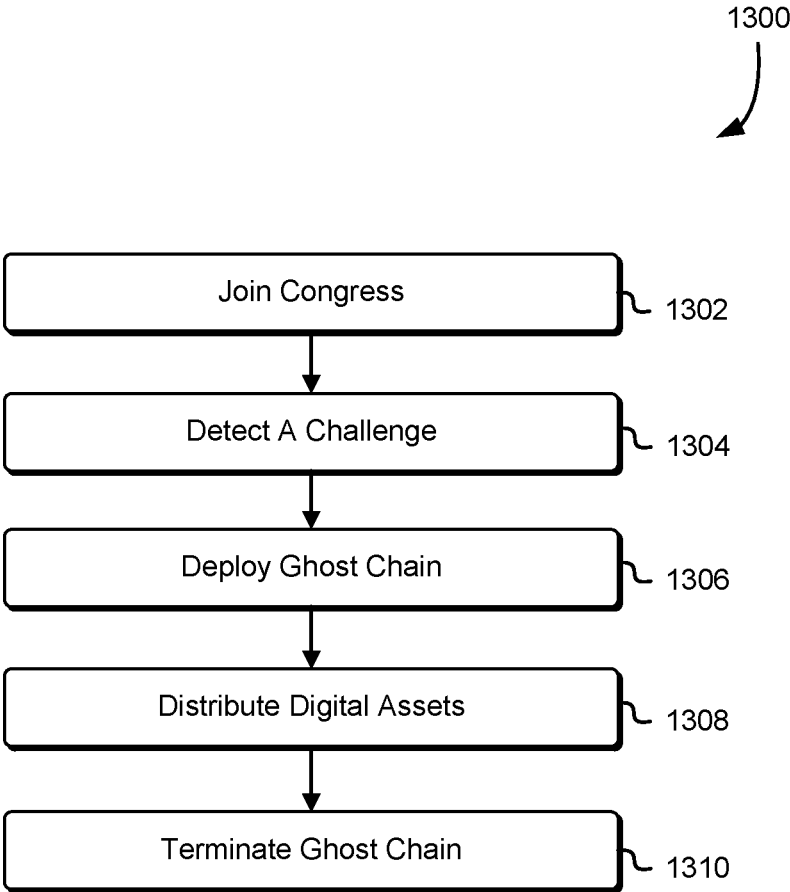 1300
Join Congress
1302
Detect A Challenge
1304
Deploy Ghost Chain
1306
Distribute Digital Assets
1308
Terminate Ghost Chain
1310